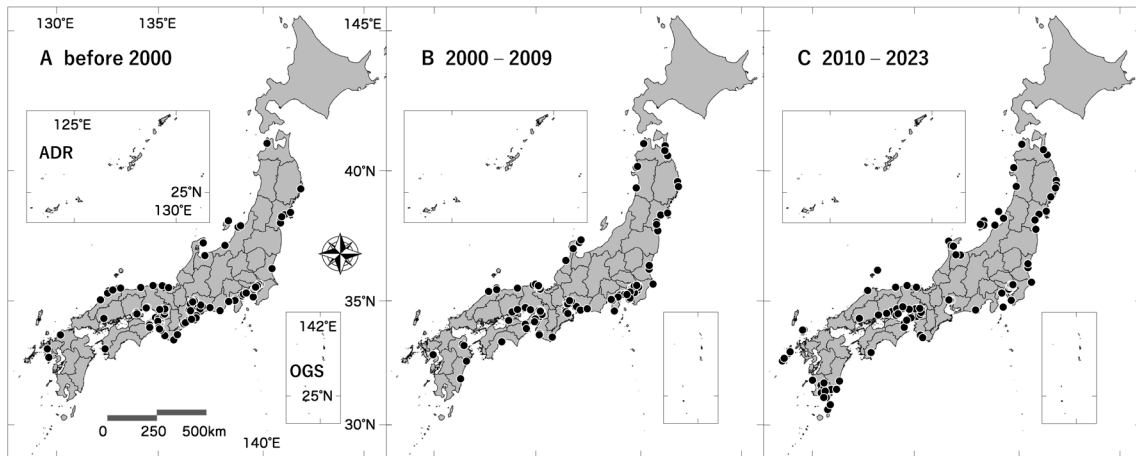 130°E 135°E 145°E
A before 2000
B 2000 – 2009
C 2010 – 2023
125°E
ADR
25°N
130°E
40°N
35°N
142°E
OGS
25°N
30°N
0 250 500km
140°E